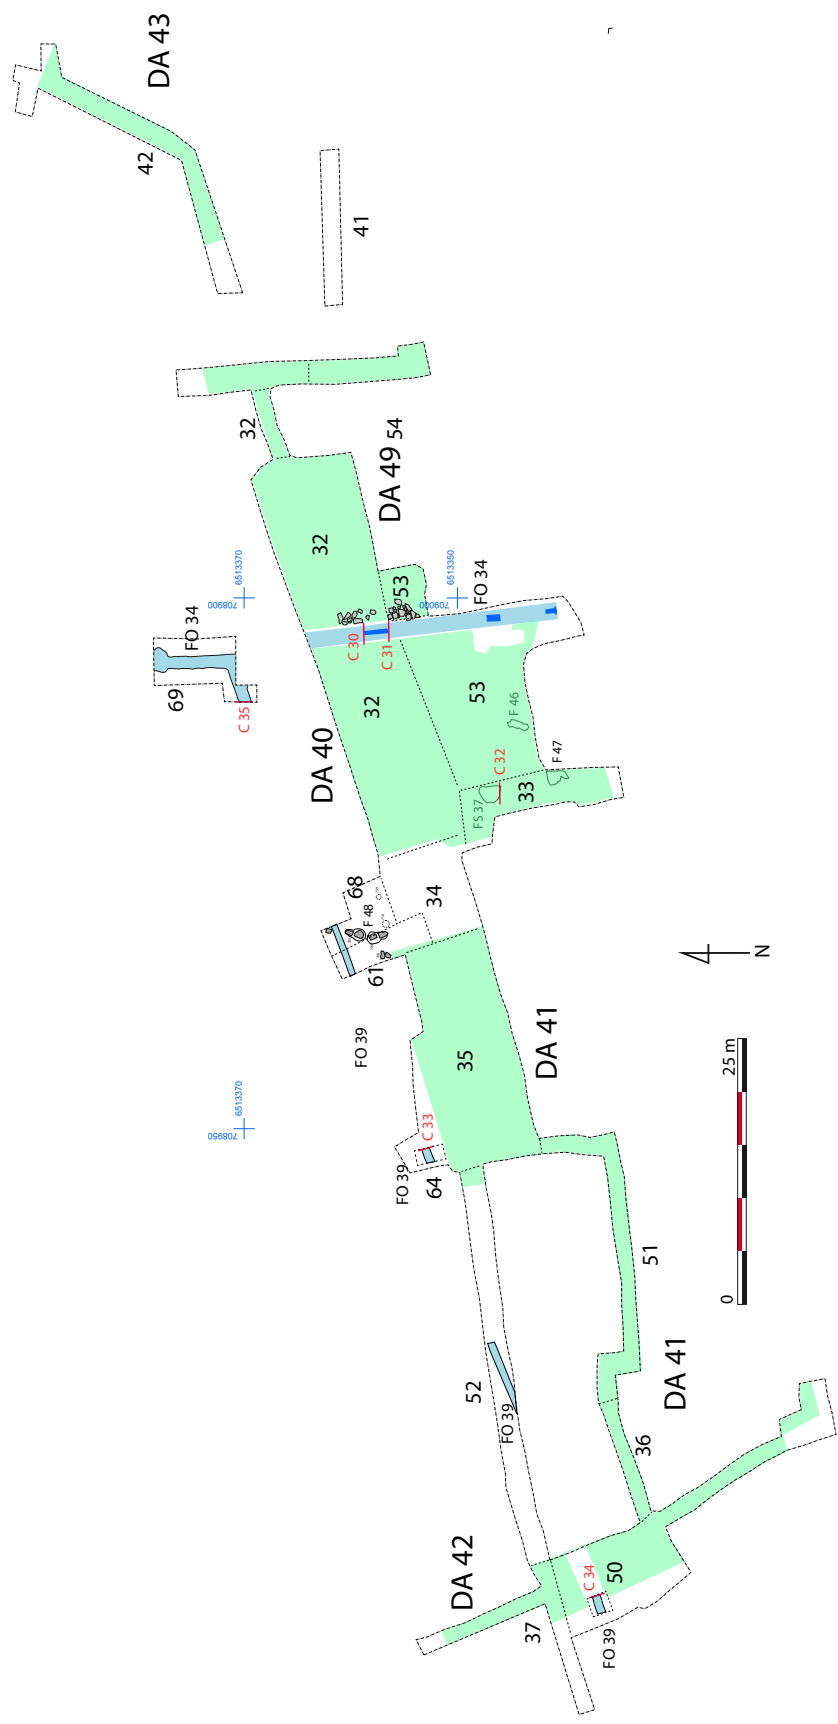 DA 43
42
41
32
DA 49
54
32
53
708900
6513370
709000
6513350
FO 34
FO 34
69
C 35
C 30
C 31
32
DA 40
53
F 46
C 32
F 47
FS 37
33
68
F 48
34
61
FO 39
35
DA 41
N
708950
6513370
C 33
FO 39
64
25 m
0
51
52
FO 39
DA 41
36
DA 42
C 34
50
37
FO 39